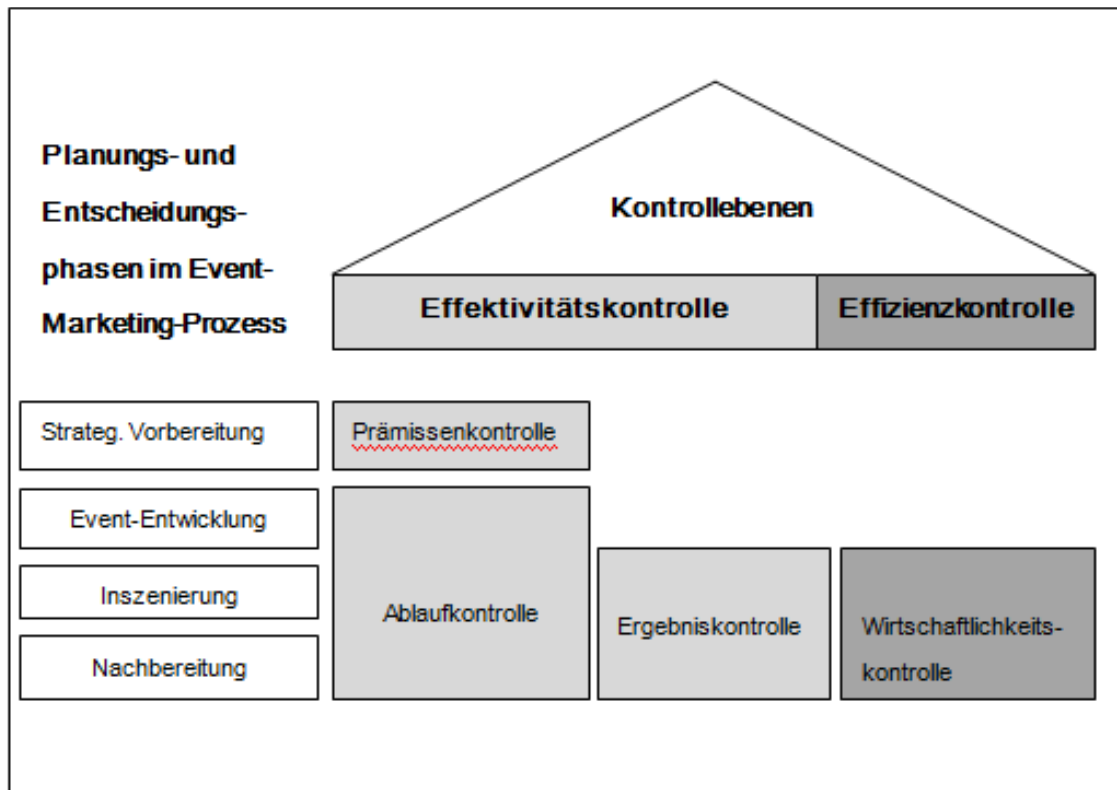 Planungs- und
Entscheidungs-
phasen im Event-
Marketing-Prozess
Kontrollebenen
Effektivitätskontrolle
Effizienzkontrolle
Strateg. Vorbereitung
Prämissenkontrolle
Event-Entwicklung
Inszenierung
Nachbereitung
Ablaufkontrolle
Ergebniskontrolle
Wirtschaftlichkeits-
kontrolle